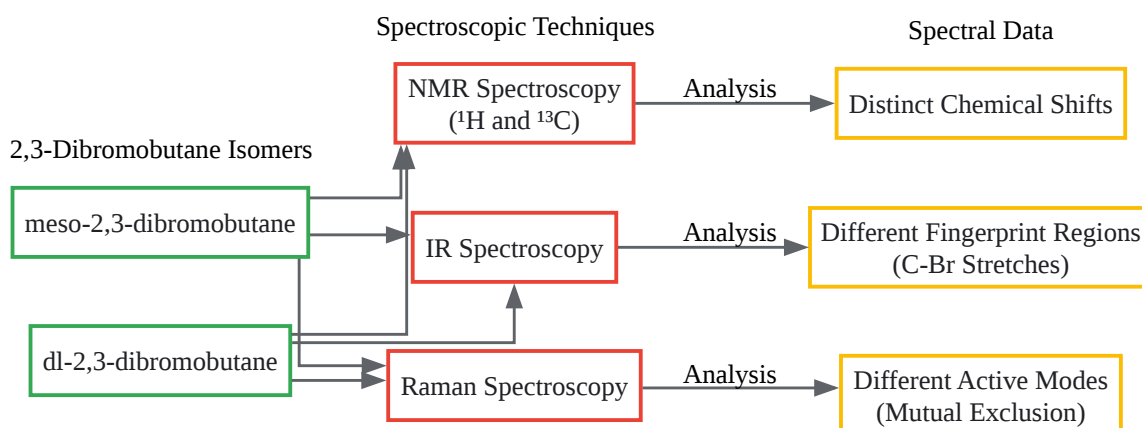 Spectroscopic Techniques
Spectral Data
2,3-Dibromobutane Isomers
meso-2,3-dibromobutane
dl-2,3-dibromobutane
NMR Spectroscopy
(¹H and ¹³C)
Analysis
Distinct Chemical Shifts
IR Spectroscopy
Analysis
Different Fingerprint Regions
(C-Br Stretches)
Raman Spectroscopy
Analysis
Different Active Modes
(Mutual Exclusion)